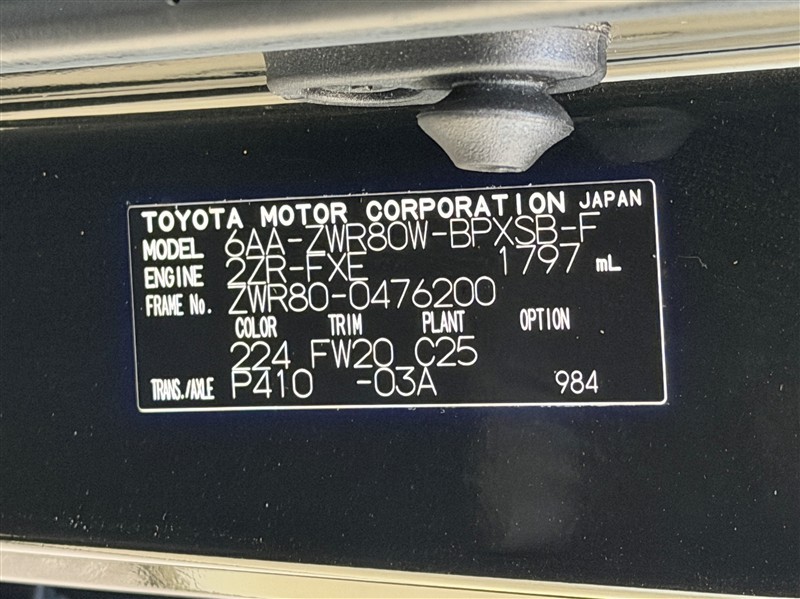 TOYOTA MOTOR CORPORATION JAPAN
MODEL 6AA-ZWR80W-BPXSB-F
ENGINE 2ZR-FXE 1797 mL
FRAME No. ZWR80-0476200
COLOR TRIM PLANT OPTION
224 FW20 C25
TRANS./AXLE P410 -03A 984